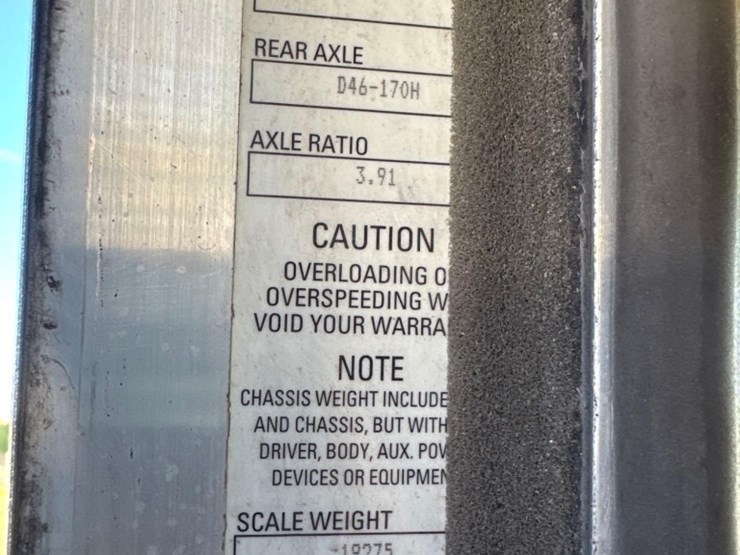 REAR AXLE
D46-170H
AXLE RATIO
3.91
CAUTION
OVERLOADING O
OVERSPEEDING W
VOID YOUR WARRA
NOTE
CHASSIS WEIGHT INCLUDE
AND CHASSIS, BUT WITH
DRIVER, BODY, AUX. POW
DEVICES OR EQUIPMEN
SCALE WEIGHT